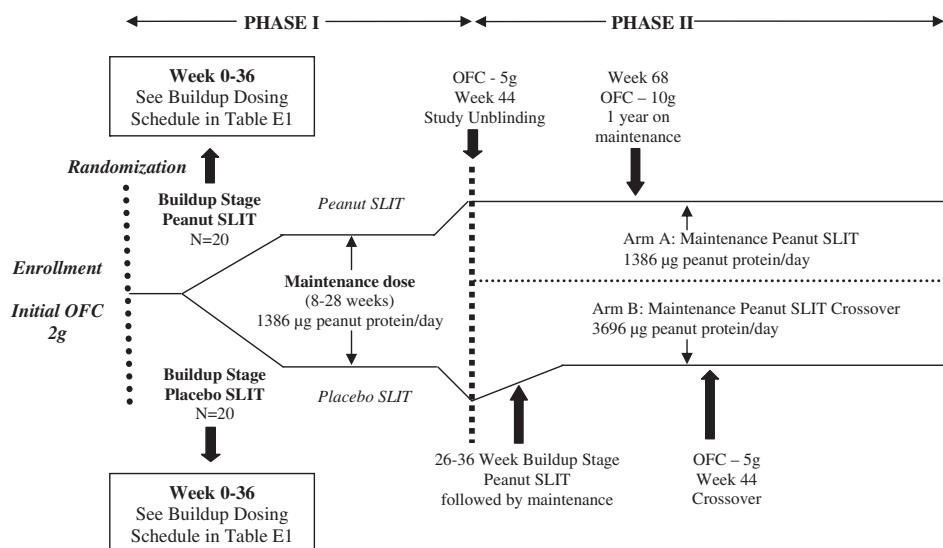 PHASE I
PHASE II
Week 0-36
See Buildup Dosing
Schedule in Table E1
OFC - 5g
Week 44
Study Unblinding
Week 68
OFC – 10g
1 year on
maintenance
Randomization
Buildup Stage
Peanut SLIT
N=20
Peanut SLIT
Enrollment
Initial OFC
2g
Maintenance dose
(8-28 weeks)
1386 µg peanut protein/day
Arm A: Maintenance Peanut SLIT
1386 µg peanut protein/day
Arm B: Maintenance Peanut SLIT Crossover
3696 µg peanut protein/day
Buildup Stage
Placebo SLIT
N=20
Placebo SLIT
26-36 Week Buildup Stage
Peanut SLIT
followed by maintenance
OFC – 5g
Week 44
Crossover
Week 0-36
See Buildup Dosing
Schedule in Table E1